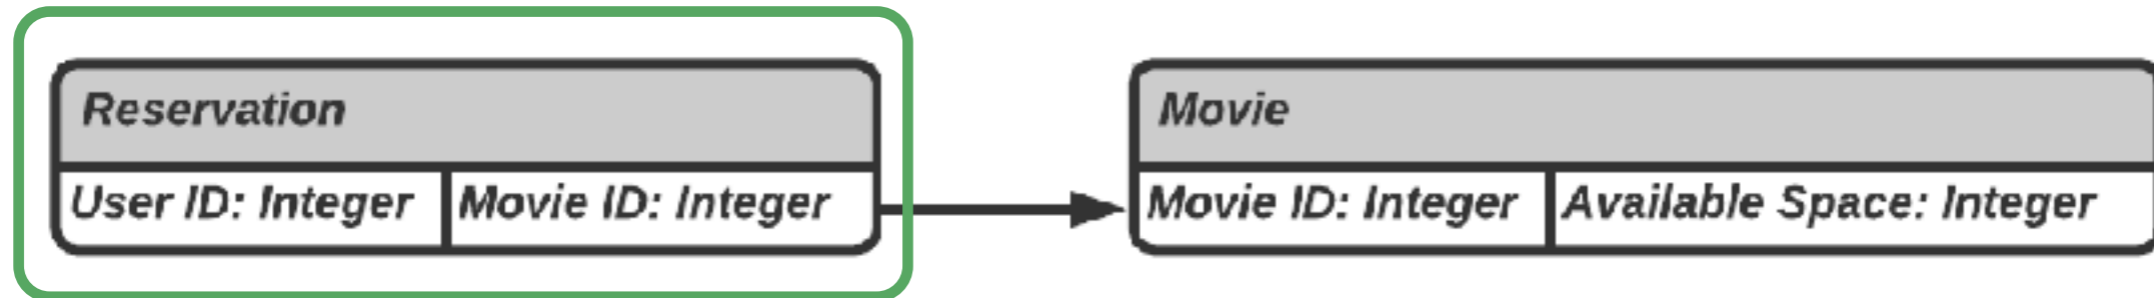 Reservation
User ID: Integer
Movie ID: Integer
Movie
Movie ID: Integer
Available Space: Integer